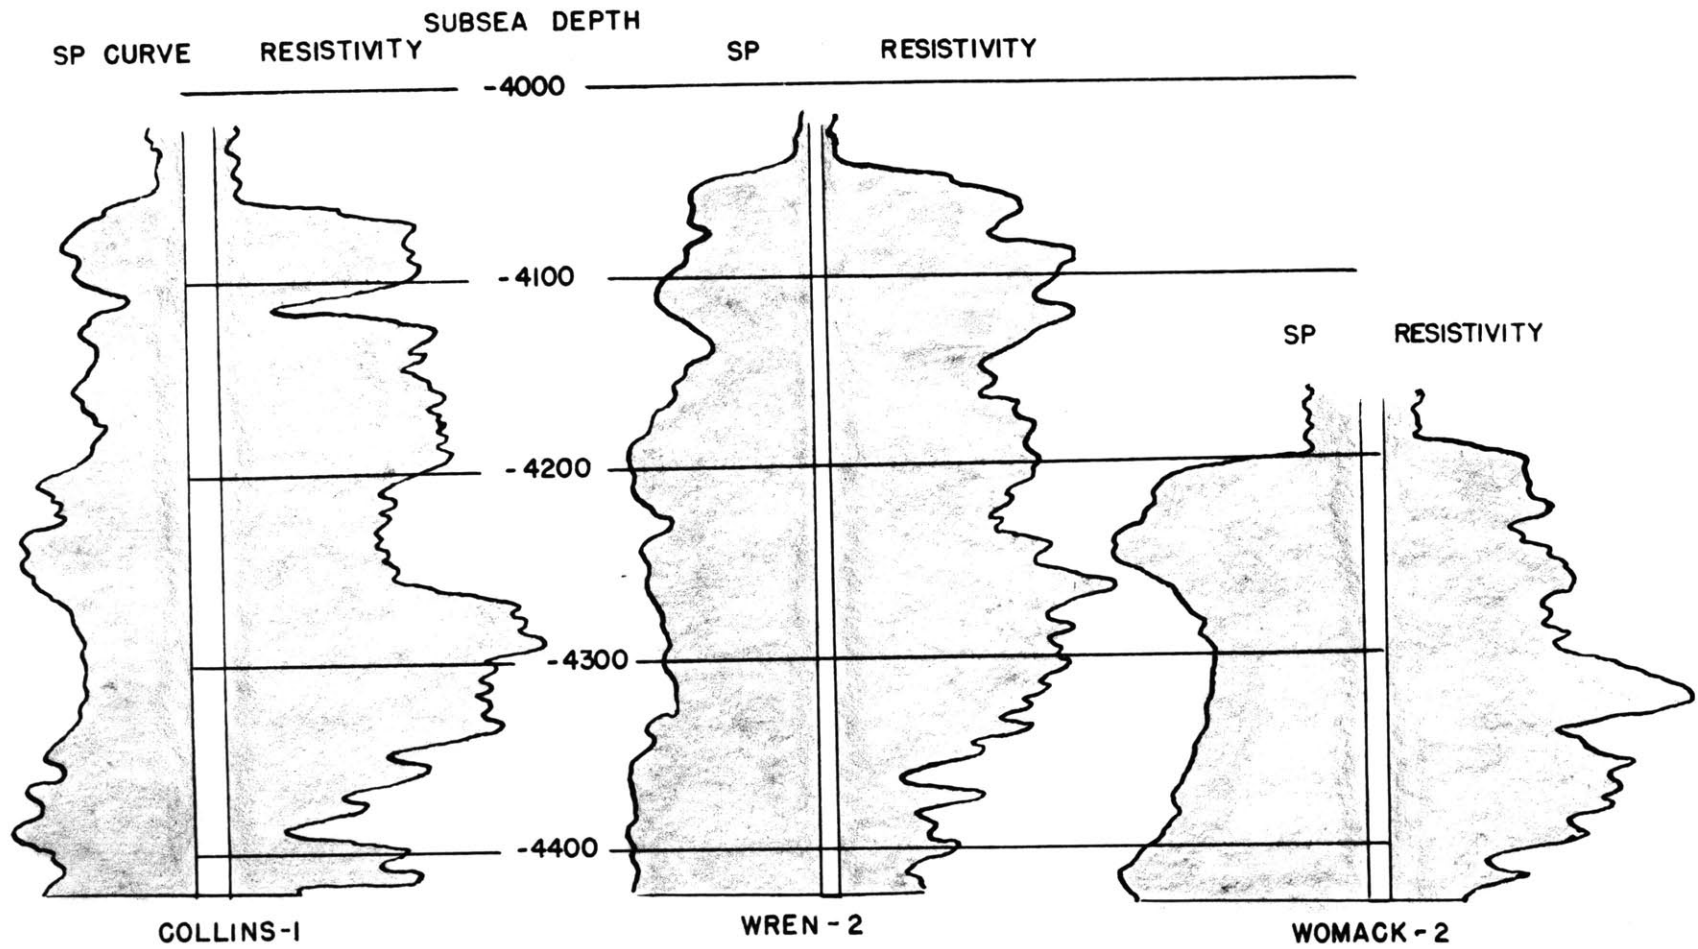 SUBSEA DEPTH
SP CURVE RESISTIVITY SP RESISTIVITY
-4000
-4100
SP RESISTIVITY
-4200
-4300
-4400
COLLINS-1 WREN-2 WOMACK-2